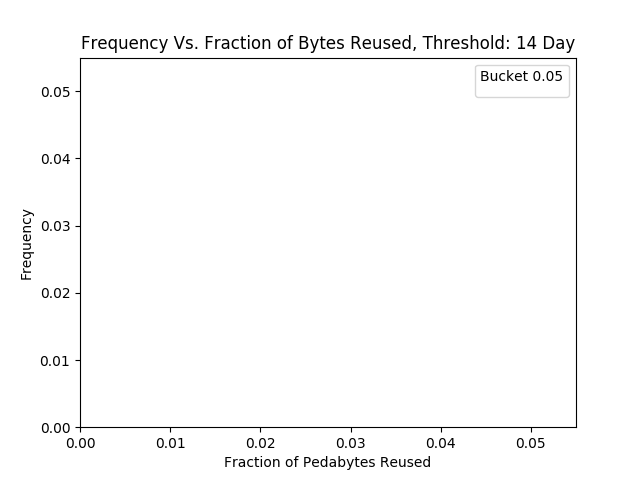 Frequency Vs. Fraction of Bytes Reused, Threshold: 14 Day
Bucket 0.05
0.05
0.04
0.03
0.02
0.01
0.00
Frequency
0.00 0.01 0.02 0.03 0.04 0.05
Fraction of Pedabytes Reused